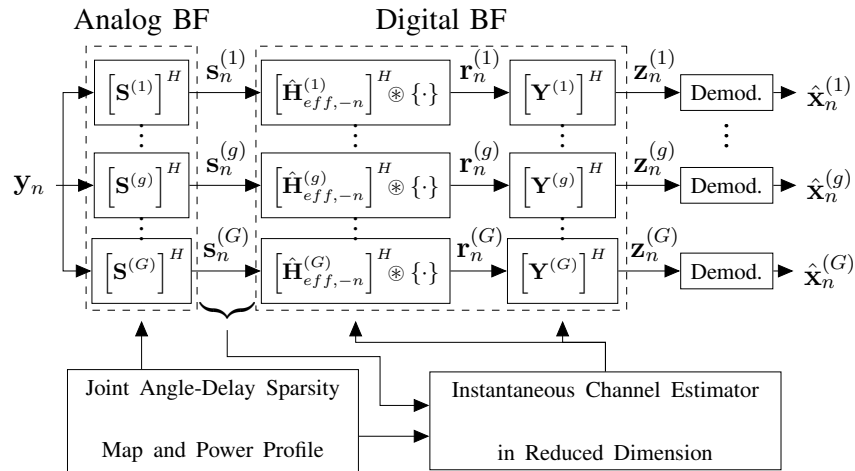 Analog BF Digital BF
[S^(1)]^H s_n^(1) [Ĥ_eff,−n^(1)]^H ⊛ {·} r_n^(1) [Y^(1)]^H z_n^(1) Demod. x̂_n^(1)
y_n [S^(g)]^H s_n^(g) [Ĥ_eff,−n^(g)]^H ⊛ {·} r_n^(g) [Y^(g)]^H z_n^(g) Demod. x̂_n^(g)
[S^(G)]^H s_n^(G) [Ĥ_eff,−n^(G)]^H ⊛ {·} r_n^(G) [Y^(G)]^H z_n^(G) Demod. x̂_n^(G)
Joint Angle-Delay Sparsity
Map and Power Profile
Instantaneous Channel Estimator
in Reduced Dimension